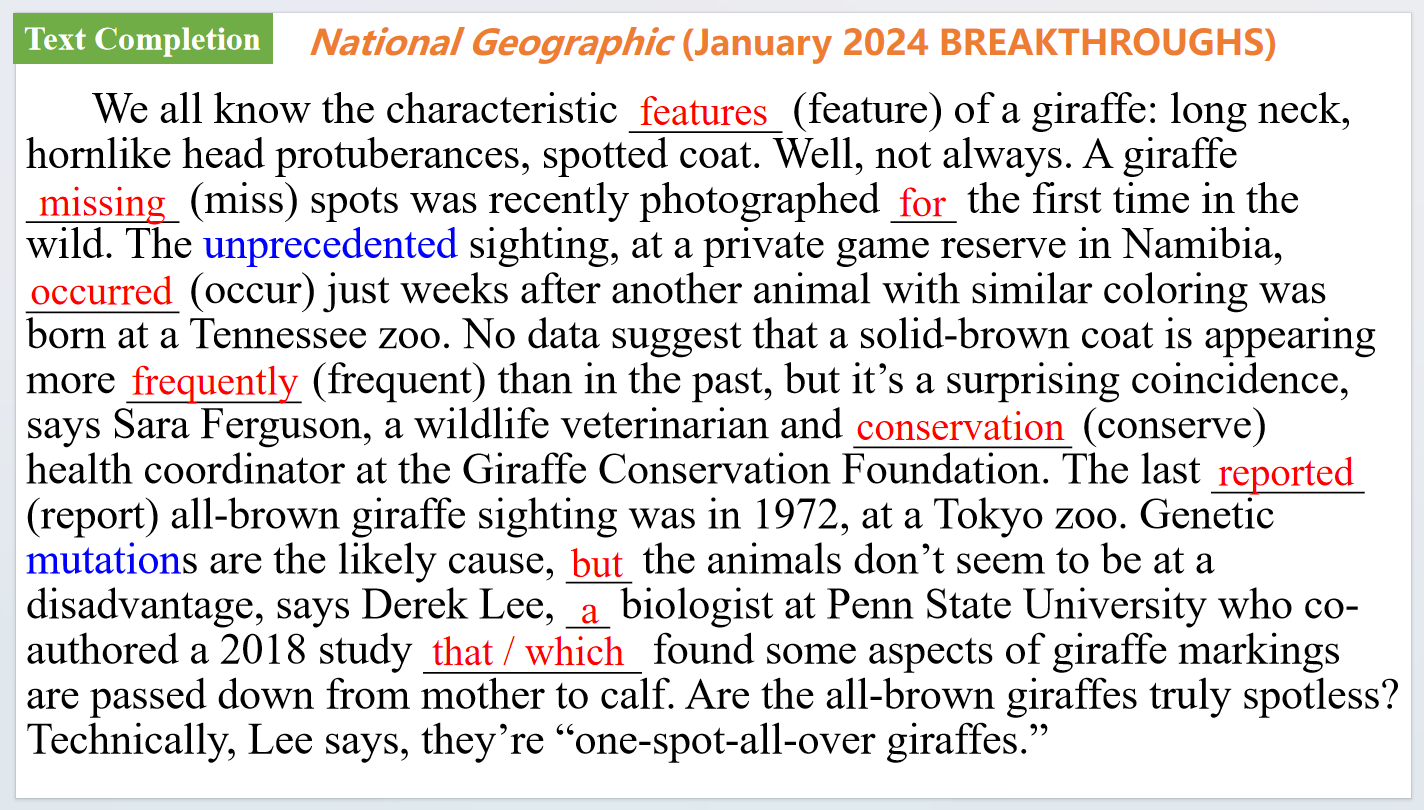 Text Completion National Geographic (January 2024 BREAKTHROUGHS)
We all know the characteristic features (feature) of a giraffe: long neck,
hornlike head protuberances, spotted coat. Well, not always. A giraffe
missing (miss) spots was recently photographed for the first time in the
wild. The unprecedented sighting, at a private game reserve in Namibia,
occurred (occur) just weeks after another animal with similar coloring was
born at a Tennessee zoo. No data suggest that a solid-brown coat is appearing
more frequently (frequent) than in the past, but it’s a surprising coincidence,
says Sara Ferguson, a wildlife veterinarian and conservation (conserve)
health coordinator at the Giraffe Conservation Foundation. The last reported
(report) all-brown giraffe sighting was in 1972, at a Tokyo zoo. Genetic
mutations are the likely cause, but the animals don’t seem to be at a
disadvantage, says Derek Lee, a biologist at Penn State University who co-
authored a 2018 study that / which found some aspects of giraffe markings
are passed down from mother to calf. Are the all-brown giraffes truly spotless?
Technically, Lee says, they’re “one-spot-all-over giraffes.”